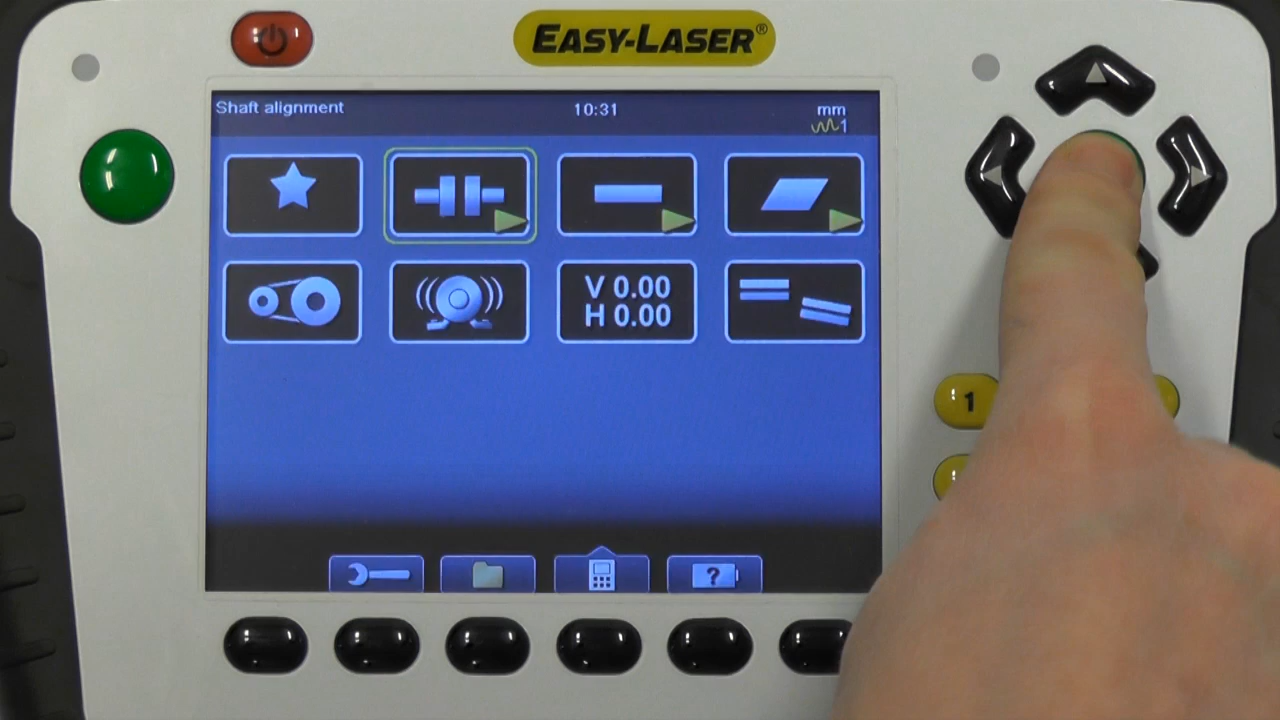 EASY-LASER®
Shaft alignment 10:31 mm
1
V 0.00
H 0.00
?
1